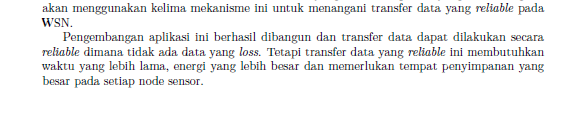 akan menggunakan kelima mekanisme ini untuk menangani transfer data yang reliable pada
WSN.
Pengembangan aplikasi ini berhasil dibangun dan transfer data dapat dilakukan secara
reliable dimana tidak ada data yang loss. Tetapi transfer data yang reliable ini membutuhkan
waktu yang lebih lama, energi yang lebih besar dan memerlukan tempat penyimpanan yang
besar pada setiap node sensor.